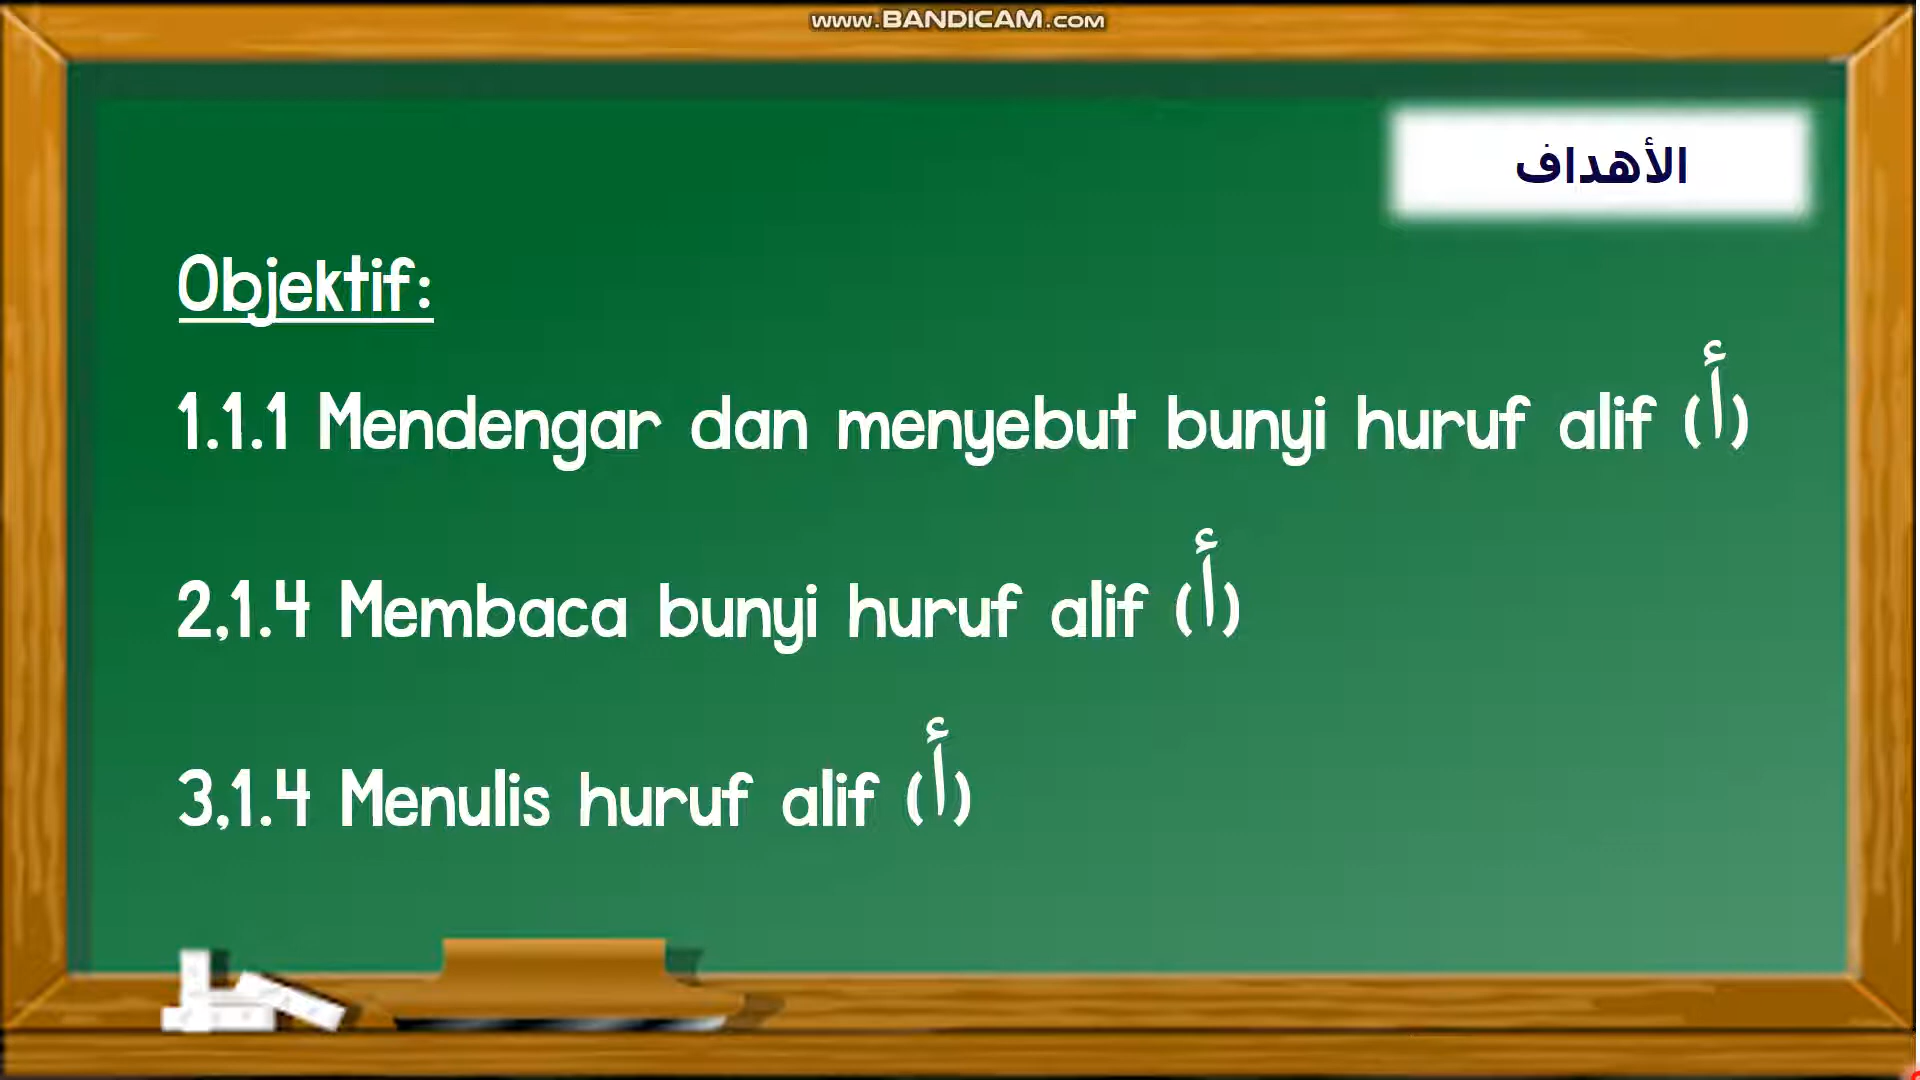 www.BANDICAM.com
الأهداف
Objektif:
1.1.1 Mendengar dan menyebut bunyi huruf alif (أ)
2,1.4 Membaca bunyi huruf alif (أ)
3,1.4 Menulis huruf alif (أ)